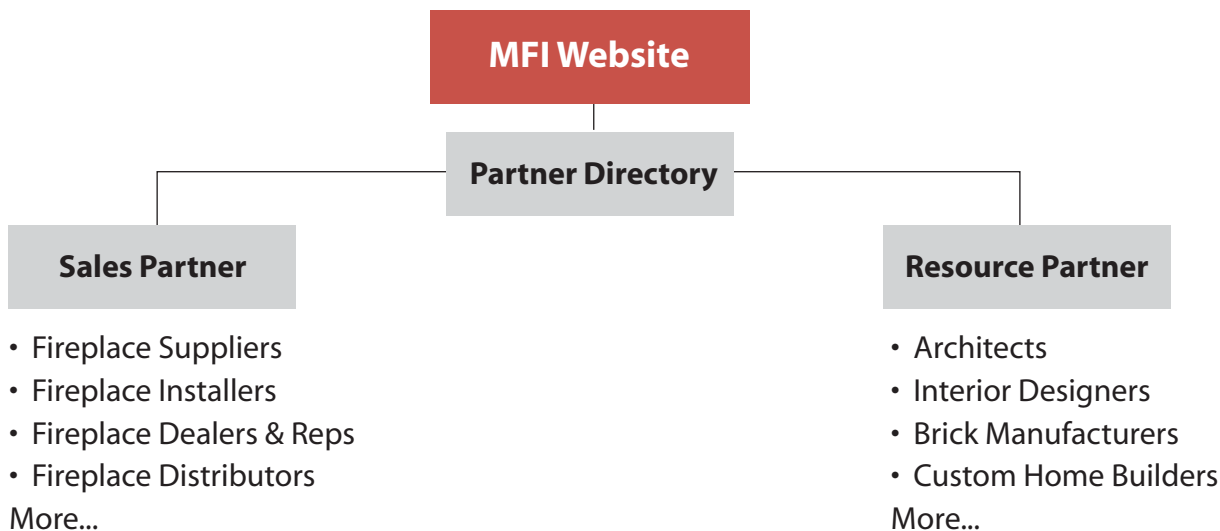 MFI Website
Partner Directory
Sales Partner
• Fireplace Suppliers
• Fireplace Installers
• Fireplace Dealers & Reps
• Fireplace Distributors
More...
Resource Partner
• Architects
• Interior Designers
• Brick Manufacturers
• Custom Home Builders
More...